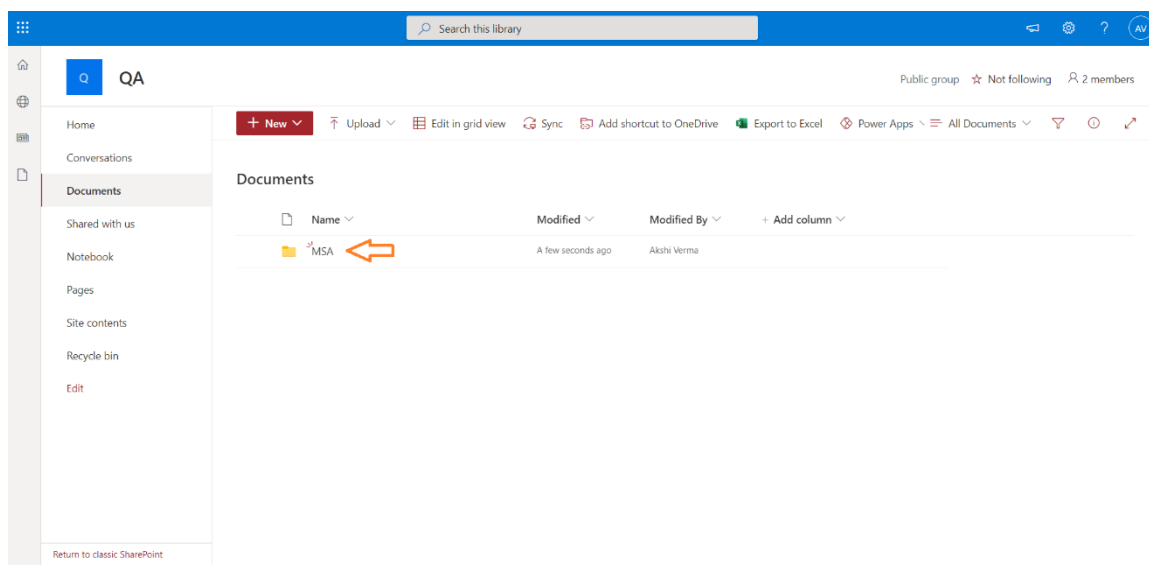 Search this library
AV
Q QA
Public group Not following 2 members
Home
Conversations
Documents
Shared with us
Notebook
Pages
Site contents
Recycle bin
Edit
Return to classic SharePoint
+ New Upload Edit in grid view Sync Add shortcut to OneDrive Export to Excel Power Apps All Documents
Documents
Name Modified Modified By + Add column
MSA A few seconds ago Akshi Verma